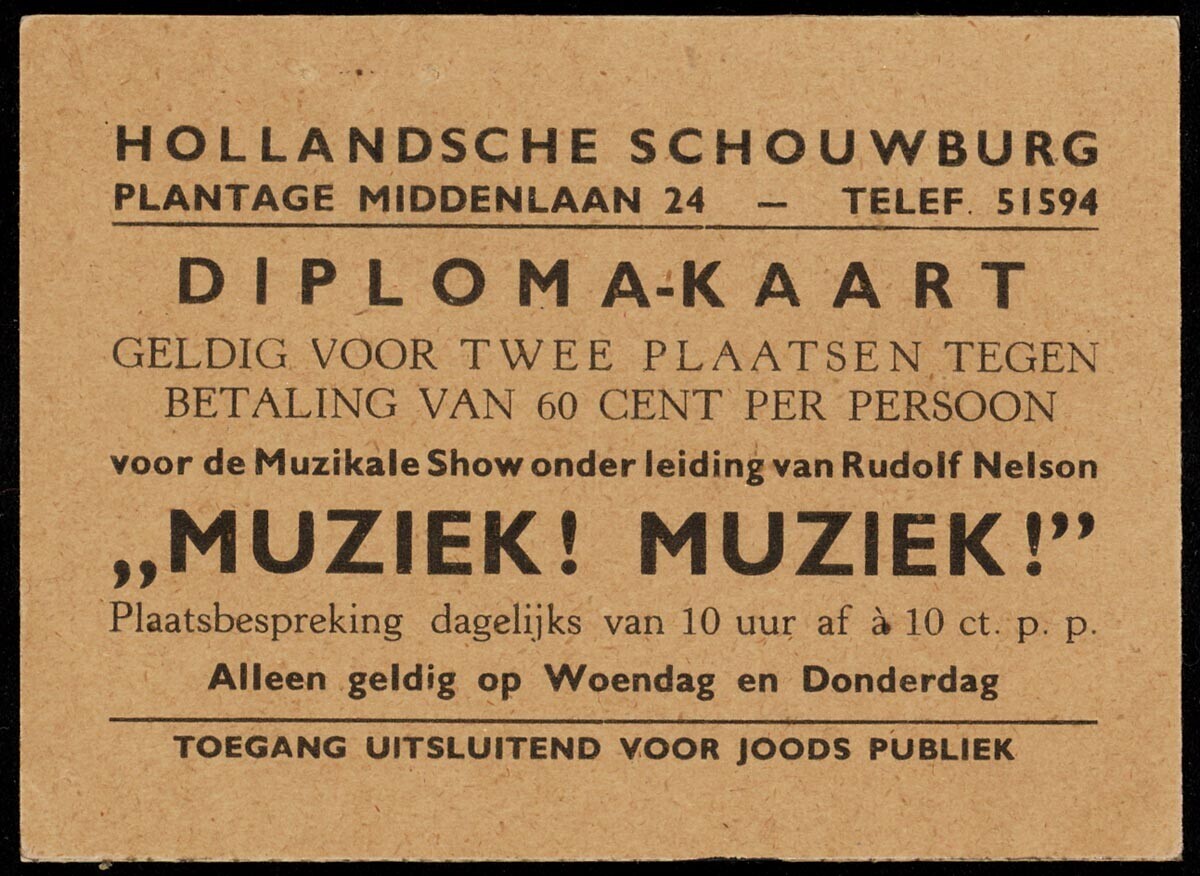 HOLLANDSCHE SCHOUWBURG
PLANTAGE MIDDENLAAN 24 — TELEF. 51594
DIPLOMA-KAART
GELDIG VOOR TWEE PLAATSEN TEGEN
BETALING VAN 60 CENT PER PERSOON
voor de Muzikale Show onder leiding van Rudolf Nelson
„MUZIEK! MUZIEK!”
Plaatsbespreking dagelijks van 10 uur af à 10 ct. p. p.
Alleen geldig op Woendag en Donderdag
TOEGANG UITSLUITEND VOOR JOODS PUBLIEK